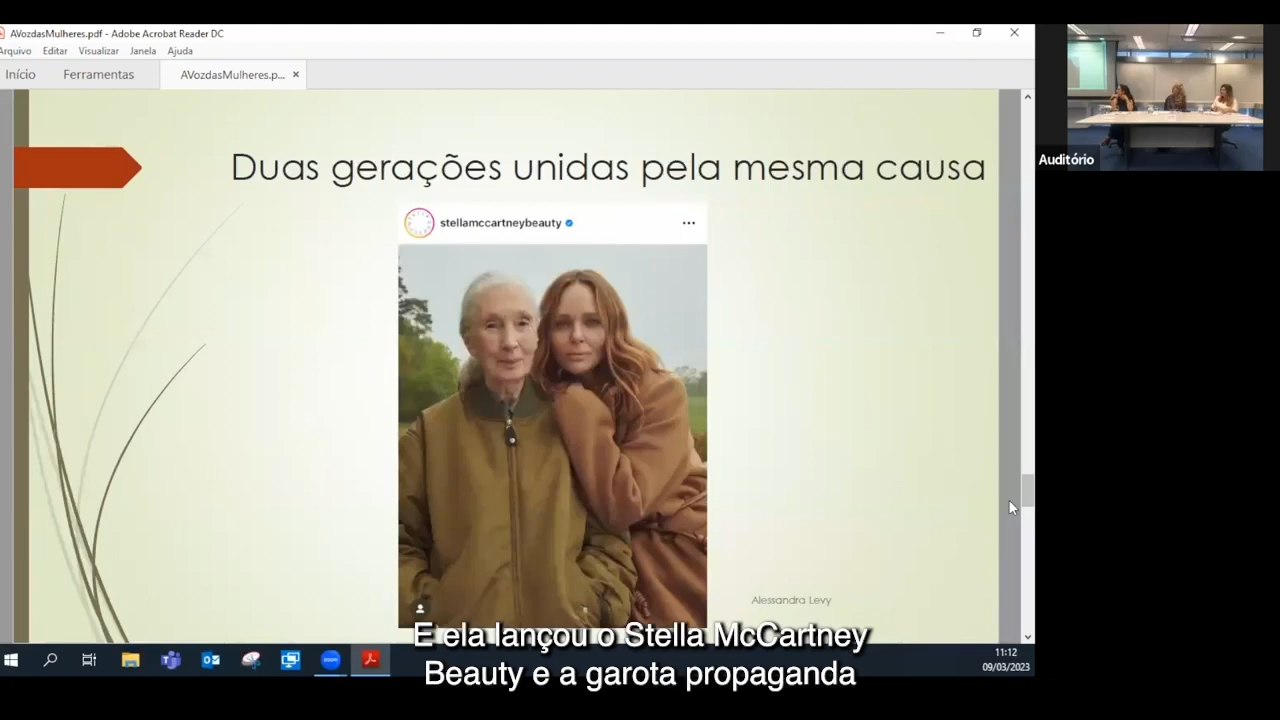 AVozdasMulheres.pdf - Adobe Acrobat Reader DC
Arquivo Editar Visualizar Janela Ajuda
Início Ferramentas AVozdasMulheres.p... ×
Duas gerações unidas pela mesma causa
stellamccartneybeauty
Alessandra Levy
Auditório
E ela lançou o Stella McCartney
Beauty e a garota propaganda
11:12
09/03/2023